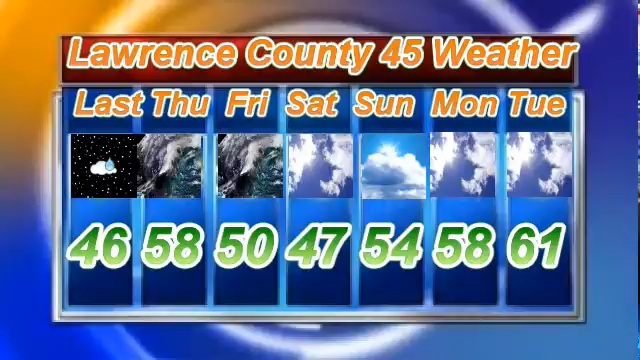 Lawrence County 45 Weather
Last Thu Fri Sat Sun Mon Tue
46 58 50 47 54 58 61